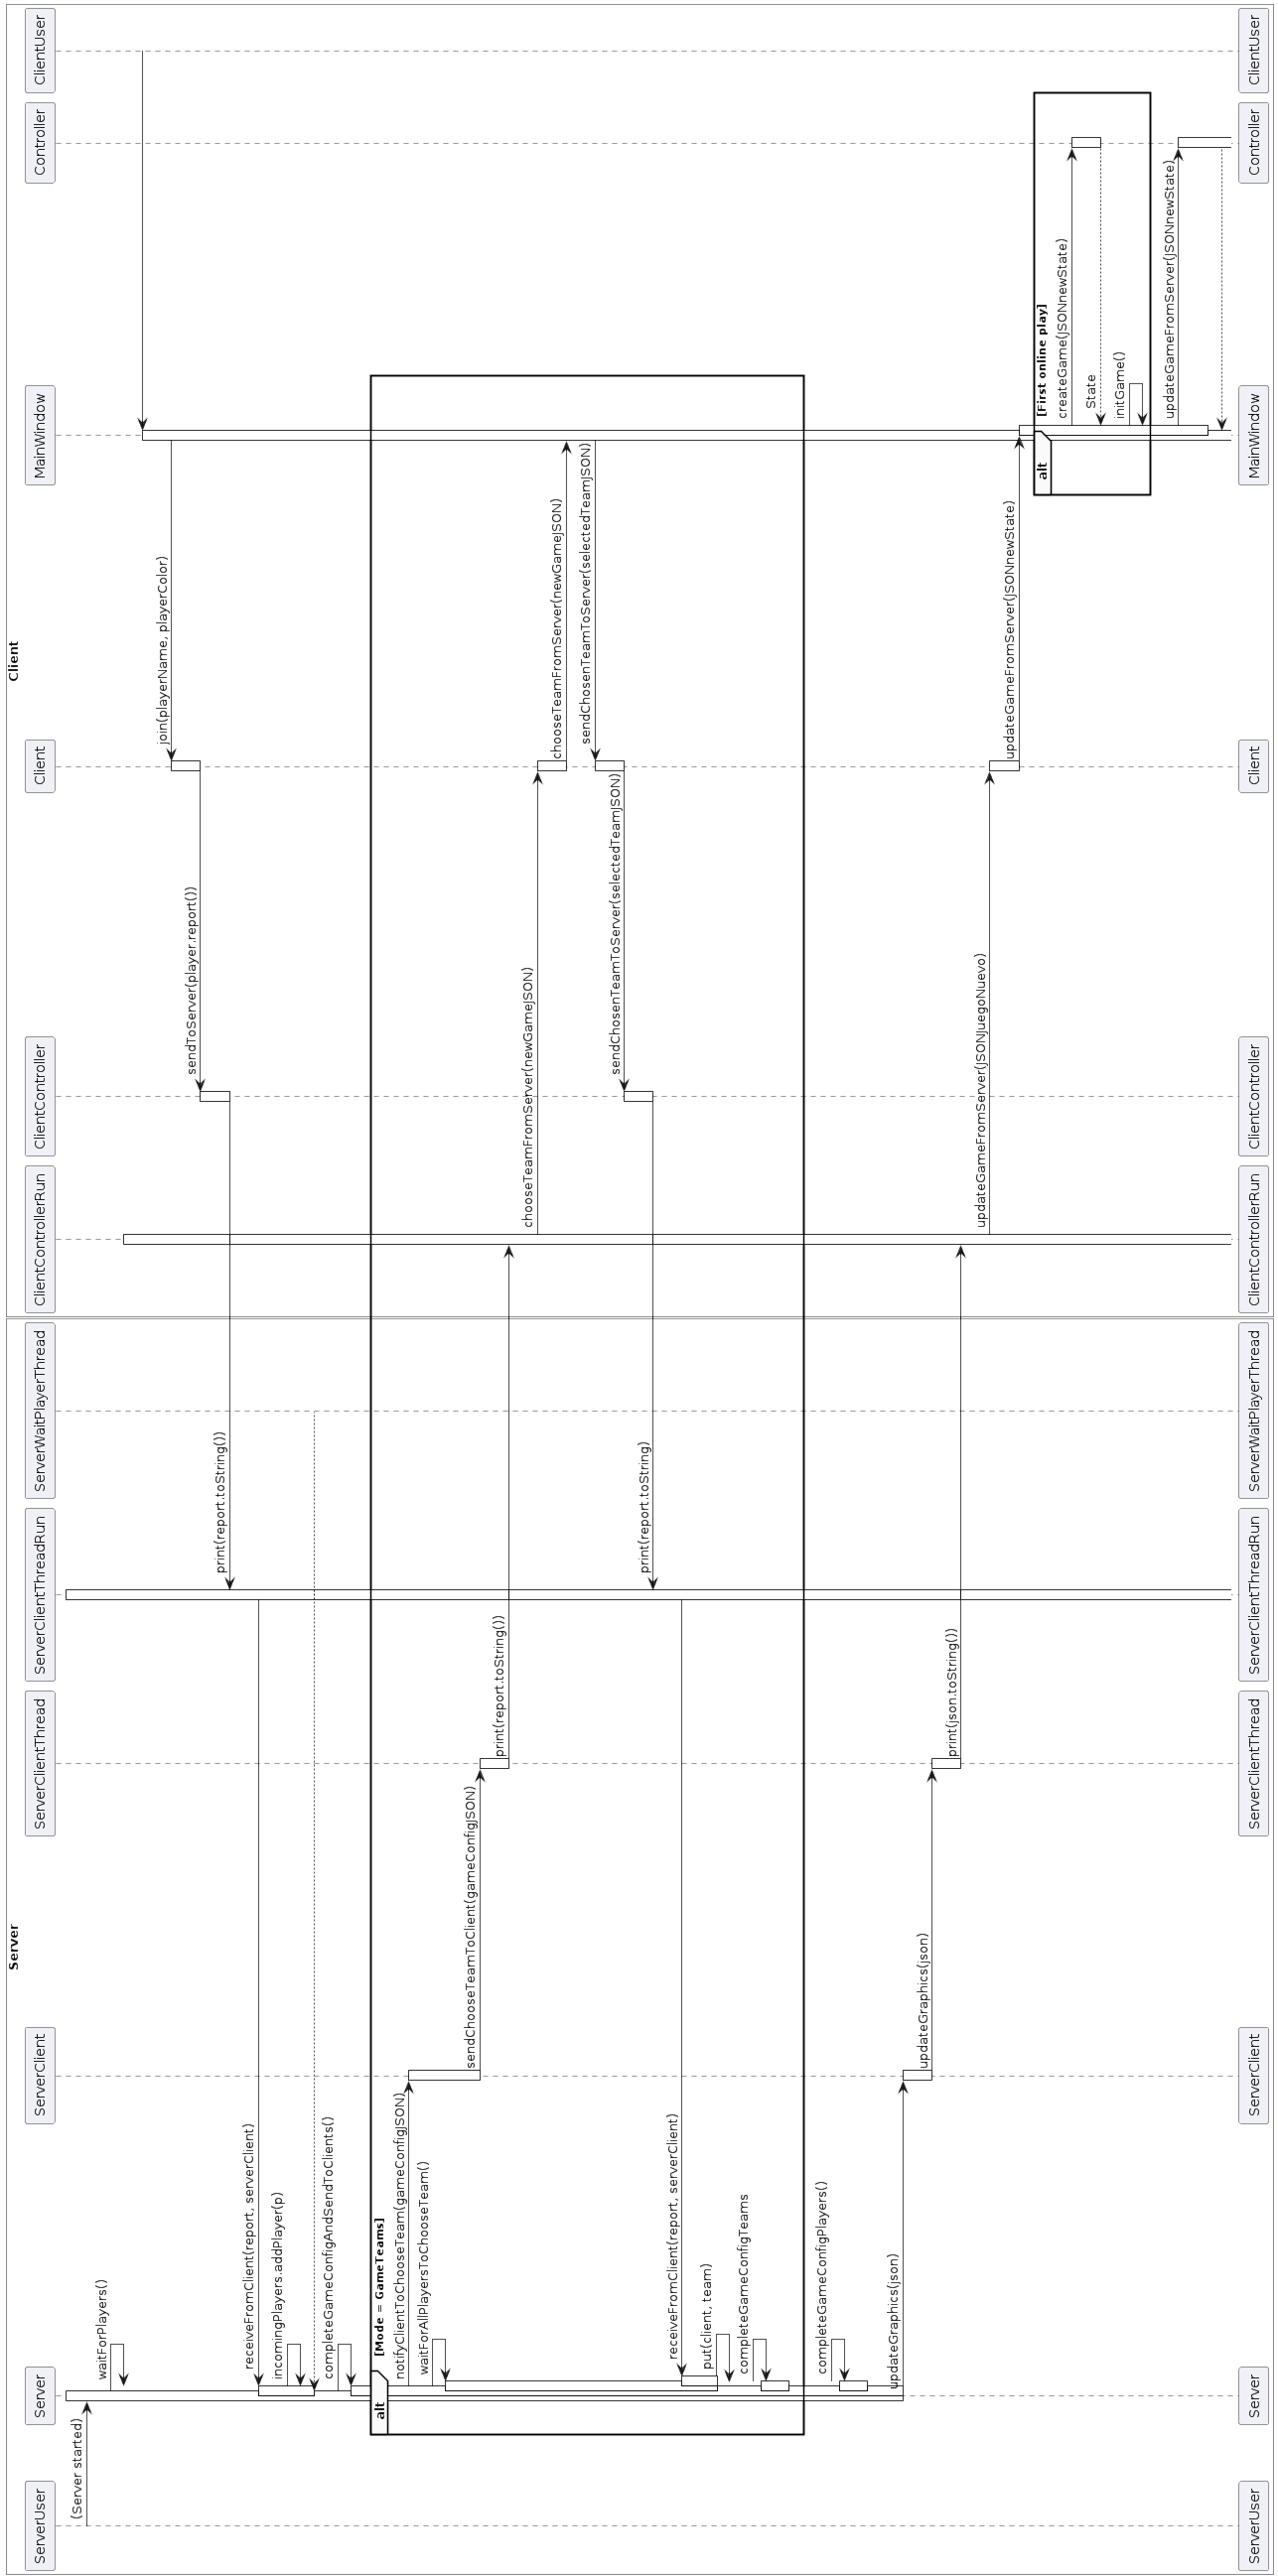 Server
Client
ServerUser
Server
ServerClient
ServerClientThread
ServerClientThreadRun
ServerWaitPlayerThread
ClientControllerRun
ClientController
Client
MainWindow
Controller
ClientUser
(Server started)
waitForPlayers()
join(playerName, playerColor)
sendToServer(player.report())
print(report.toString())
receiveFromClient(report, serverClient)
incomingPlayers.addPlayer(p)
completeGameConfigAndSendToClients()
alt
[Mode = GameTeams]
notifyClientToChooseTeam(gameConfigJSON)
waitForAllPlayersToChooseTeam()
sendChooseTeamToClient(gameConfigJSON)
print(report.toString())
chooseTeamFromServer(newGameJSON)
chooseTeamFromServer(newGameJSON)
sendChosenTeamToServer(selectedTeamJSON)
sendChosenTeamToServer(selectedTeamJSON)
print(report.toString)
receiveFromClient(report, serverClient)
put(client, team)
completeGameConfigTeams
completeGameConfigPlayers()
updateGraphics(json)
updateGraphics(json)
print(json.toString())
updateGameFromServer(JSONJuegoNuevo)
updateGameFromServer(JSONnewState)
alt
[First online play]
createGame(JSONnewState)
State
initGame()
updateGameFromServer(JSONnewState)
ServerUser
Server
ServerClient
ServerClientThread
ServerClientThreadRun
ServerWaitPlayerThread
ClientControllerRun
ClientController
Client
MainWindow
Controller
ClientUser